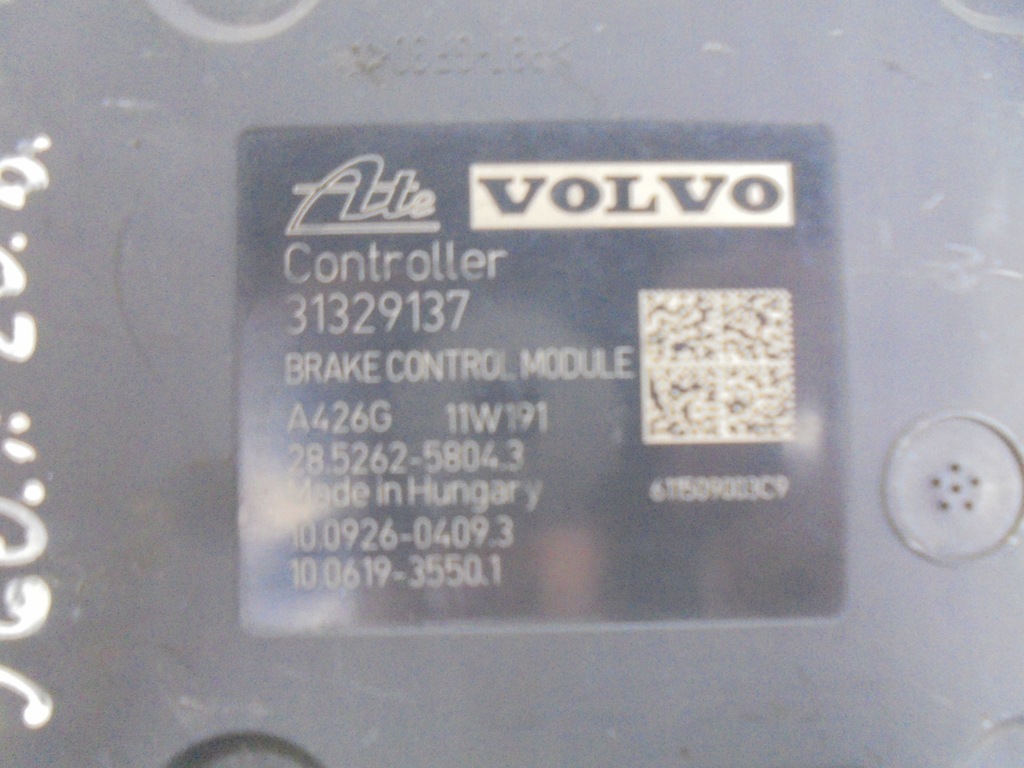 Ate VOLVO
Controller
31329137
BRAKE CONTROL MODULE
A426G 11W191
28.5262-5804.3
Made in Hungary
611509003C9
10.0926-0409.3
10.0619-3550.1